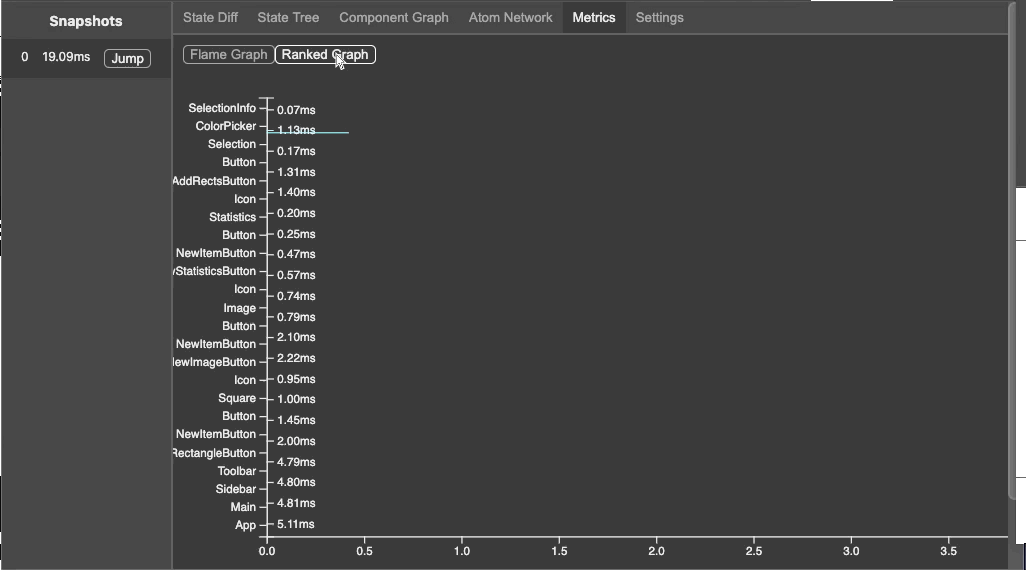 Snapshots
State Diff State Tree Component Graph Atom Network Metrics Settings
0 19.09ms Jump
Flame Graph Ranked Graph
SelectionInfo 0.07ms
ColorPicker 1.13ms
Selection 0.17ms
Button 1.31ms
AddRectsButton 1.40ms
Icon 0.20ms
Statistics 0.25ms
Button 0.47ms
NewItemButton 0.57ms
wStatisticsButton 0.74ms
Icon 0.79ms
Image 2.10ms
Button 2.22ms
NewItemButton 0.95ms
NewImageButton 1.00ms
Icon 1.45ms
Square 2.00ms
Button 4.79ms
NewItemButton 4.80ms
RectangleButton 4.81ms
Toolbar 5.11ms
Sidebar
Main
App
0.0 0.5 1.0 1.5 2.0 2.5 3.0 3.5